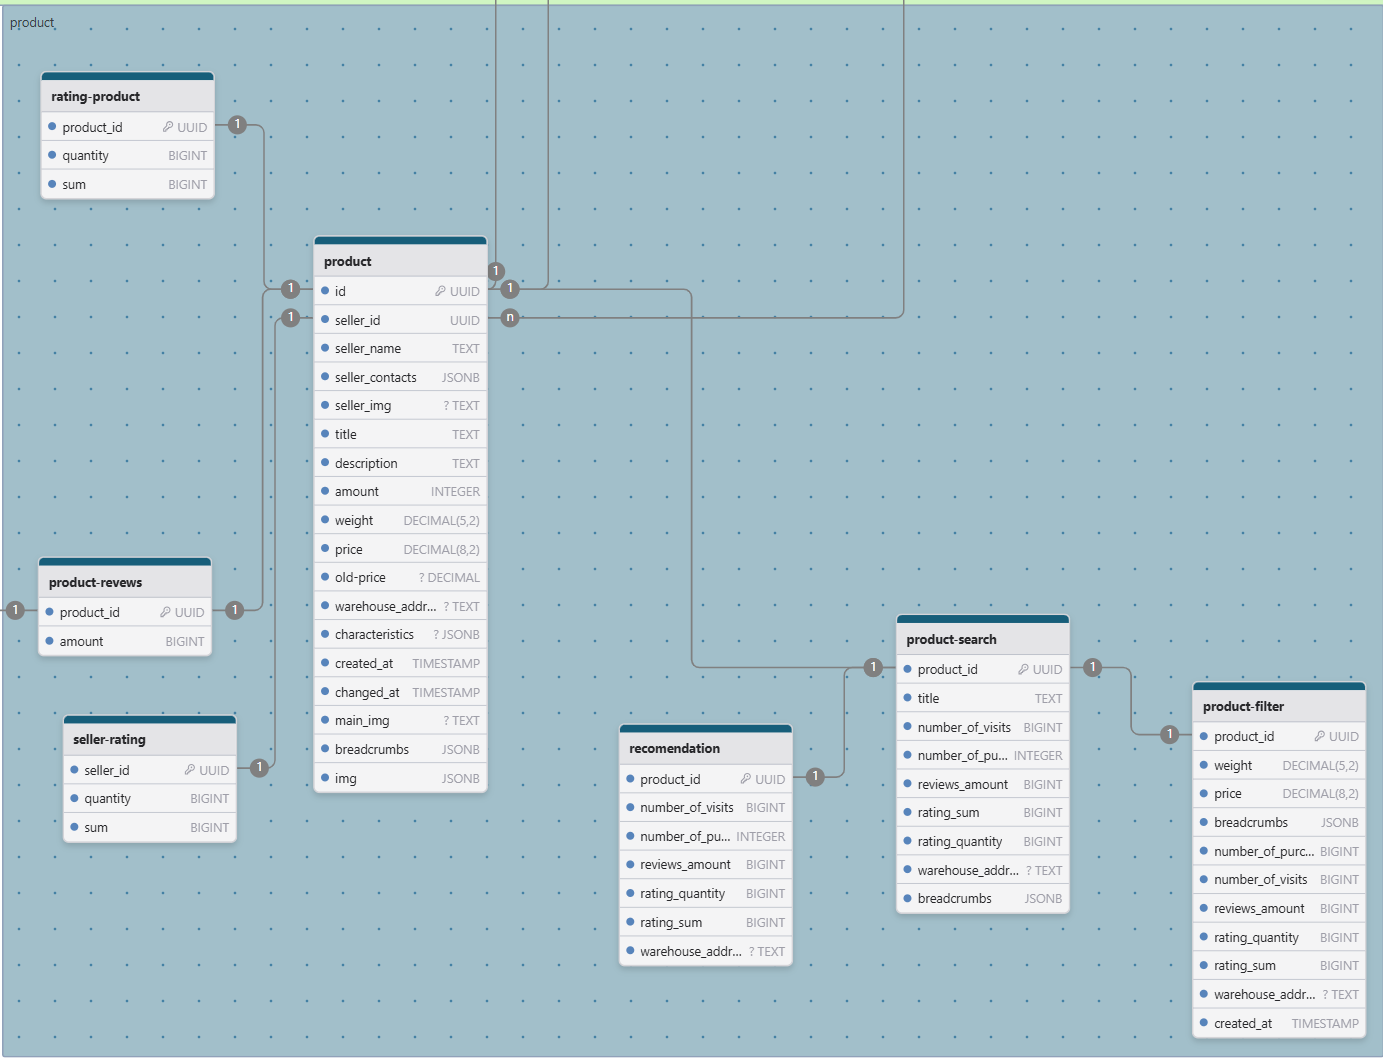 product
rating-product
product_id UUID
quantity BIGINT
sum BIGINT
1
product
1
1 id UUID 1
1 seller_id UUID n
seller_name TEXT
seller_contacts JSONB
seller_img ? TEXT
title TEXT
description TEXT
amount INTEGER
weight DECIMAL(5,2)
price DECIMAL(8,2)
old-price ? DECIMAL
warehouse_addr... ? TEXT
characteristics ? JSONB
created_at TIMESTAMP
changed_at TIMESTAMP
main_img ? TEXT
breadcrumbs JSONB
img JSONB
product-revews
1 product_id UUID 1
amount BIGINT
seller-rating
seller_id UUID 1
quantity BIGINT
sum BIGINT
recomendation
product_id UUID 1
number_of_visits BIGINT
number_of_pu... INTEGER
reviews_amount BIGINT
rating_quantity BIGINT
rating_sum BIGINT
warehouse_addr... ? TEXT
product-search
1 product_id UUID 1
title TEXT
number_of_visits BIGINT
number_of_pu... INTEGER
reviews_amount BIGINT
rating_sum BIGINT
rating_quantity BIGINT
warehouse_addr... ? TEXT
breadcrumbs JSONB
product-filter
1 product_id UUID
weight DECIMAL(5,2)
price DECIMAL(8,2)
breadcrumbs JSONB
number_of_purc... BIGINT
number_of_visits BIGINT
reviews_amount BIGINT
rating_quantity BIGINT
rating_sum BIGINT
warehouse_addr... ? TEXT
created_at TIMESTAMP